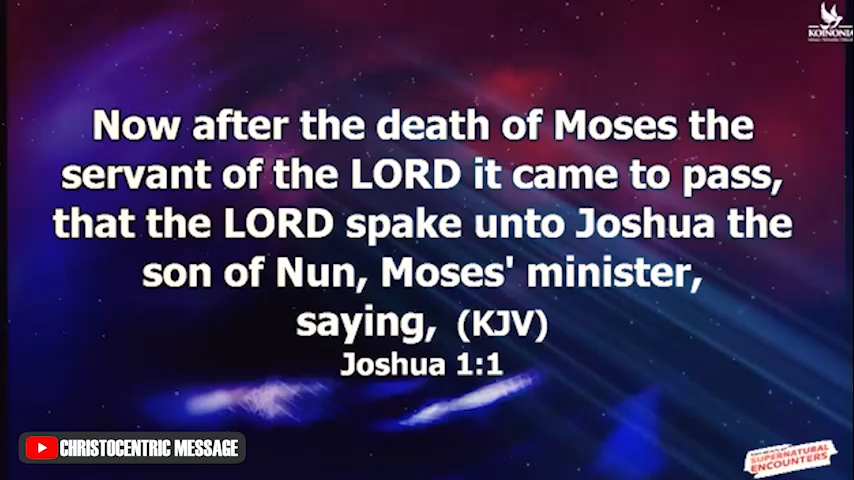 KOINONIA
Now after the death of Moses the
servant of the LORD it came to pass,
that the LORD spake unto Joshua the
son of Nun, Moses' minister,
saying, (KJV)
Joshua 1:1
CHRISTOCENTRIC MESSAGE
SUPERNATURAL
ENCOUNTERS